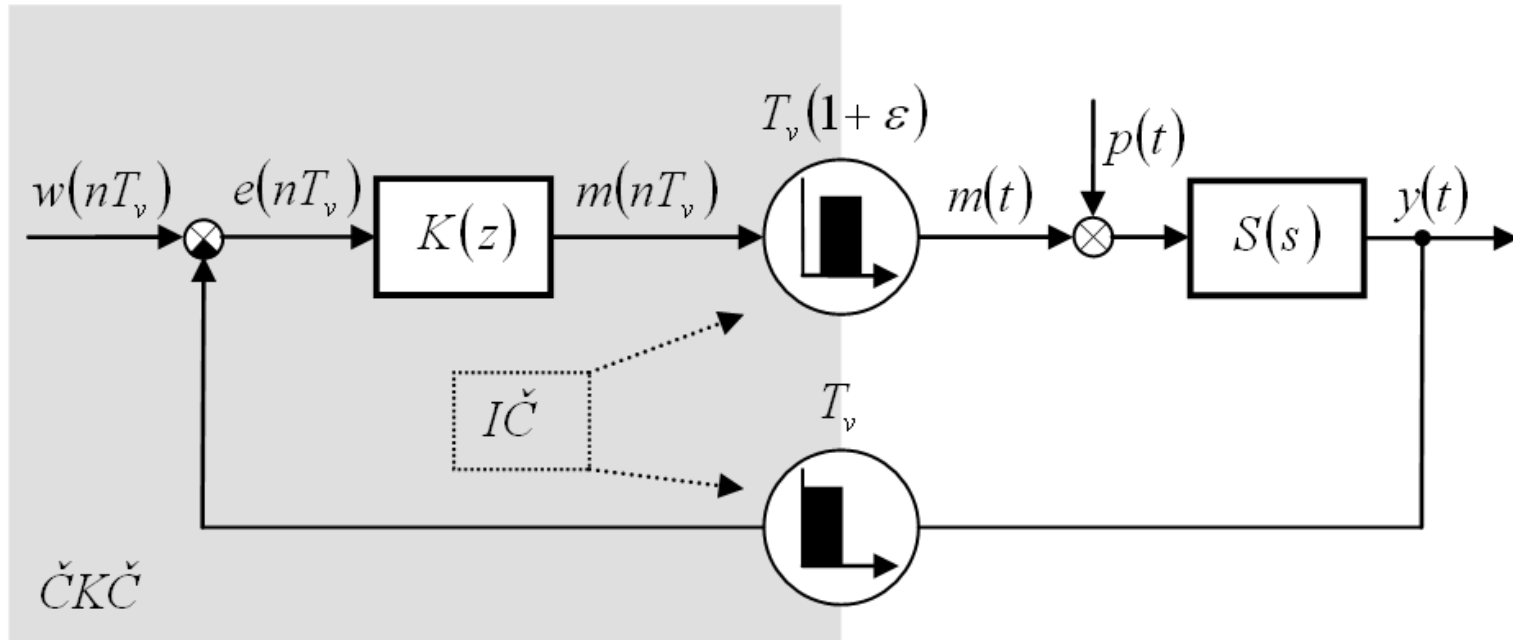 T_v(1 + ε)
p(t)
w(nT_v)
e(nT_v)
K(z)
m(nT_v)
m(t)
S(s)
y(t)
IČ
T_v
ČKČ